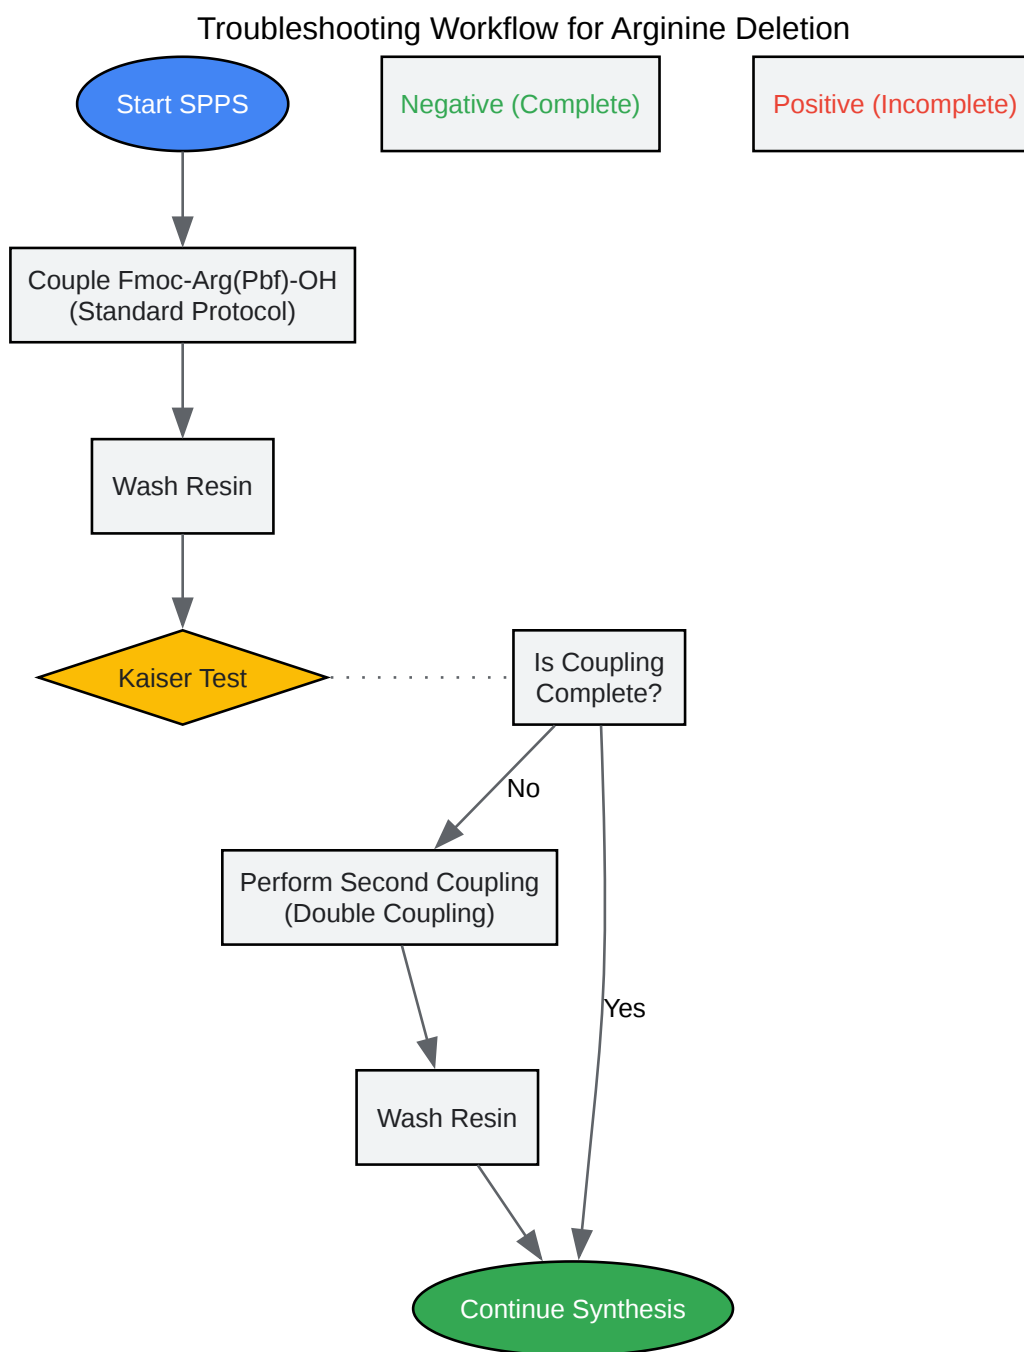 Troubleshooting Workflow for Arginine Deletion
Start SPPS
Negative (Complete)
Positive (Incomplete)
Couple Fmoc-Arg(Pbf)-OH
(Standard Protocol)
Wash Resin
Kaiser Test
Is Coupling
Complete?
No
Perform Second Coupling
(Double Coupling)
Yes
Wash Resin
Continue Synthesis